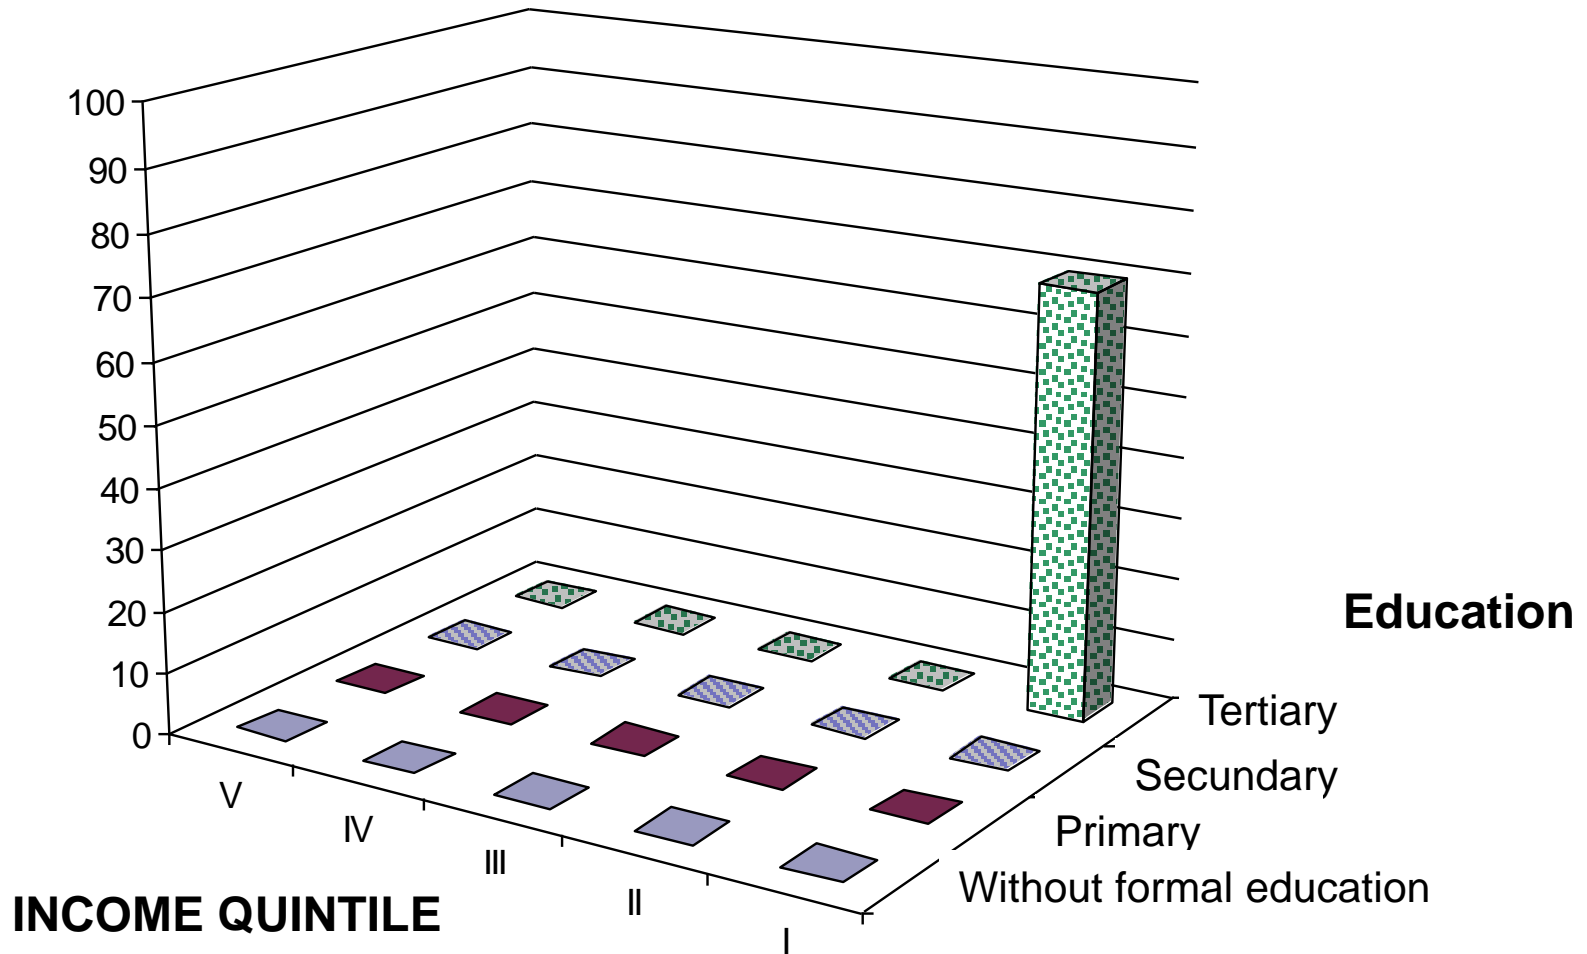 100
90
80
70
60
50
40
30
20
10
0
V
IV
III
II
I
INCOME QUINTILE
Education
Tertiary
Secundary
Primary
Without formal education